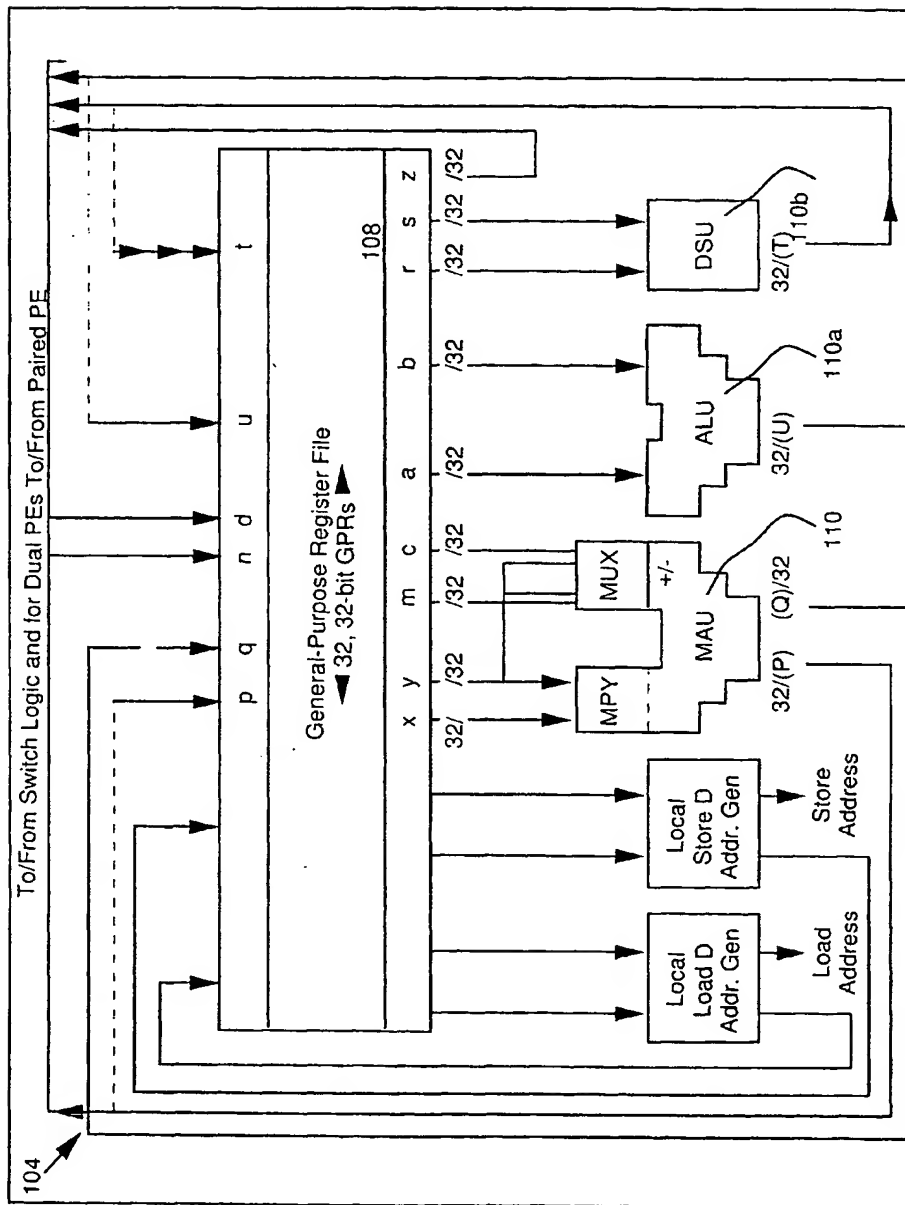 To/From Switch Logic and for Dual PEs To/From Paired PE
104
p q n d u t
General-Purpose Register File
◄ 32, 32-bit GPRs ►
108
x y m c a b r s z
32/ /32 /32 /32 /32 /32 /32 /32 /32
Local
Load D
Addr. Gen
Local
Store D
Addr. Gen
MPY
MUX
+/-
MAU
ALU
DSU
Load
Address
Store
Address
32/(P)
(Q)/32
110
32/(U)
110a
32/(T)
110b